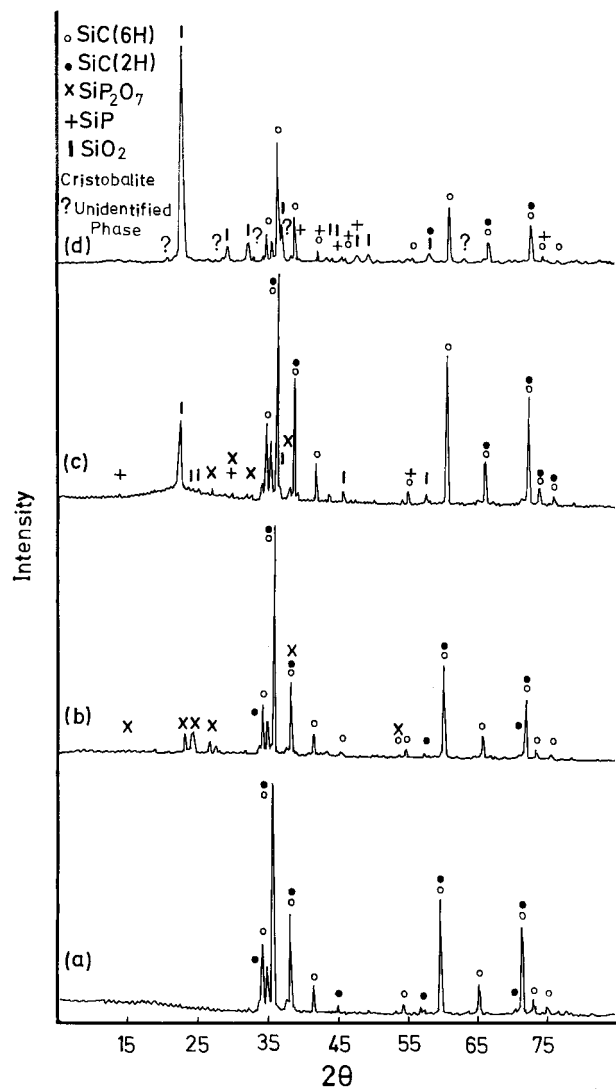 ○ SiC(6H)
● SiC(2H)
X SiP₂O₇
+ SiP
| SiO₂
Cristobalite
? Unidentified
Phase
(d)
? ? ? ? ?
(c)
(b)
(a)
Intensity
15 25 35 45 55 65 75
2θ